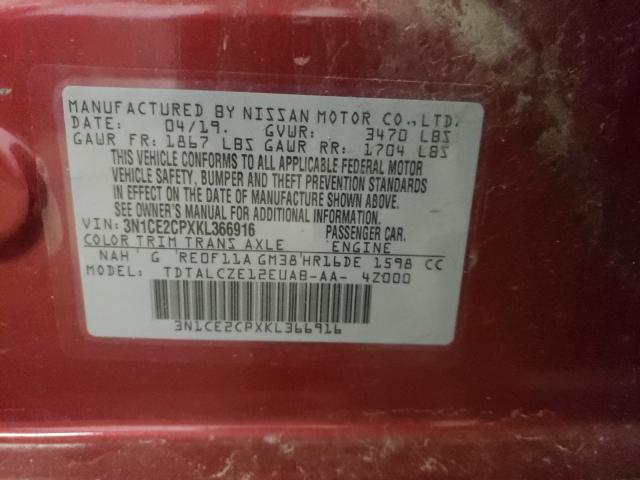 MANUFACTURED BY NISSAN MOTOR CO., LTD.
DATE: 04/19. GVWR: 3470 LBS
GAWR FR: 1867 LBS GAWR RR: 1704 LBS
THIS VEHICLE CONFORMS TO ALL APPLICABLE FEDERAL MOTOR
VEHICLE SAFETY, BUMPER AND THEFT PREVENTION STANDARDS
IN EFFECT ON THE DATE OF MANUFACTURE SHOWN ABOVE.
SEE OWNER'S MANUAL FOR ADDITIONAL INFORMATION.
VIN: 3N1CE2CPXKL366916 PASSENGER CAR.
COLOR TRIM TRANS AXLE ENGINE
NAH G RE0F11A GM38 HR16DE 1598 CC
MODEL: TDTALCZE12EUAB-AA- 4Z000
3N1CE2CPXKL366916